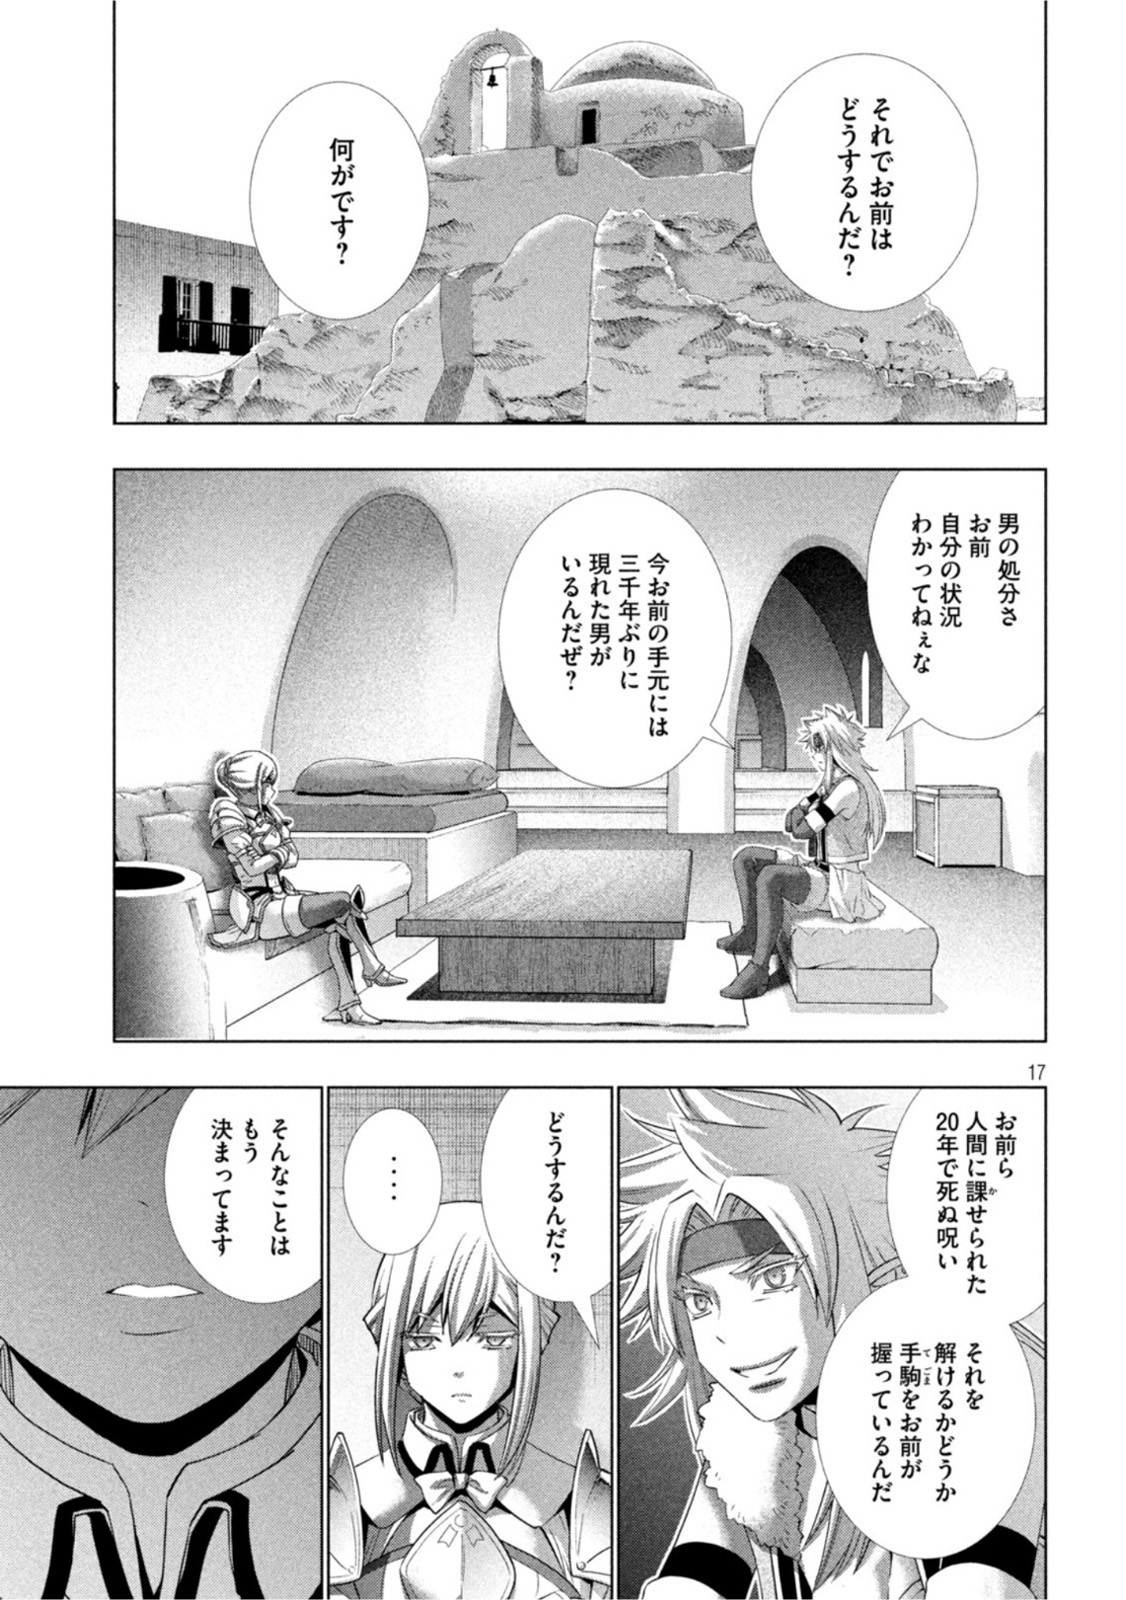 それでお前は
どうするんだ?
何がです?
男の処分さ
お前
自分の状況
わかってねぇな
今お前の手元には
三千年ぶりに
現れた男が
いるんだぜ?
17
お前ら
人間に課せられた
か
20年で死ぬ呪い
それを
解けるかどうか
手駒をお前が
てごま
握っているんだ
どうするんだ?
・・・・
そんなことは
もう
決まってます